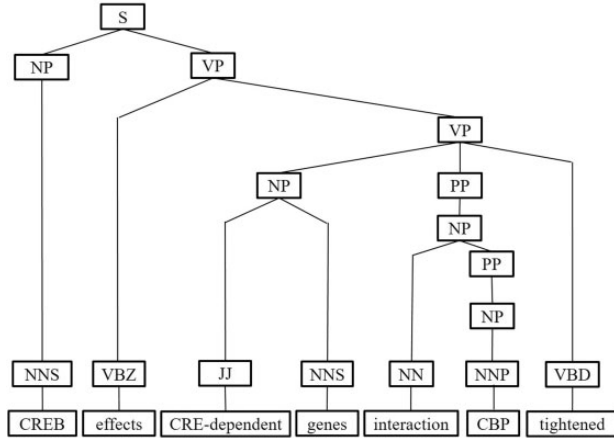 S
NP VP
VP
NP PP
NP
PP
NP
NNS VBZ JJ NNS NN NNP VBD
CREB effects CRE-dependent genes interaction CBP tightened